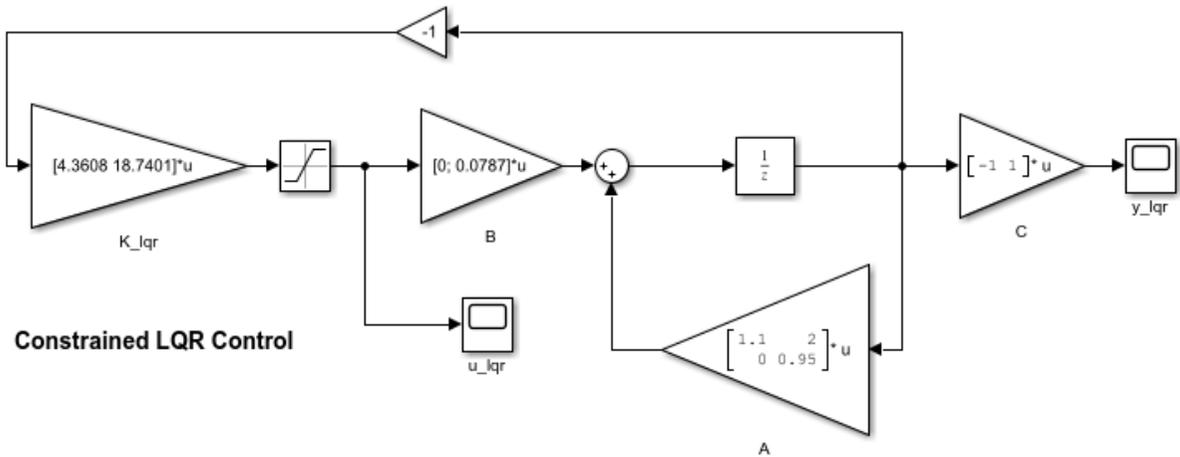 -1
[4.3608 18.7401]*u
K_lqr
[0; 0.0787]*u
B
+
+
1
z
[-1 1]* u
C
y_lqr
u_lqr
[1.1 2
0 0.95]* u
A
Constrained LQR Control